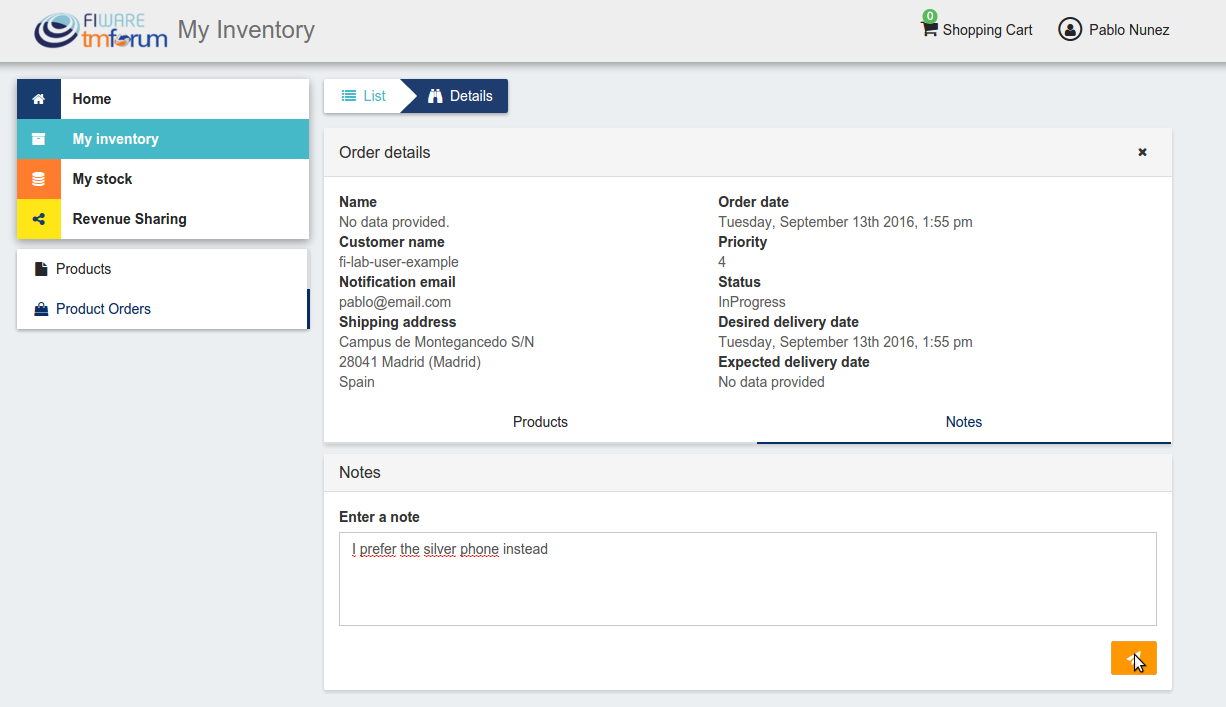 FIWARE
tmforum
My Inventory
0
Shopping Cart
Pablo Nunez
Home
My inventory
My stock
Revenue Sharing
Products
Product Orders
List
Details
Order details
Name
No data provided.
Customer name
fi-lab-user-example
Notification email
pablo@email.com
Shipping address
Campus de Montegancedo S/N
28041 Madrid (Madrid)
Spain
Order date
Tuesday, September 13th 2016, 1:55 pm
Priority
4
Status
InProgress
Desired delivery date
Tuesday, September 13th 2016, 1:55 pm
Expected delivery date
No data provided
Products
Notes
Notes
Enter a note
I prefer the silver phone instead